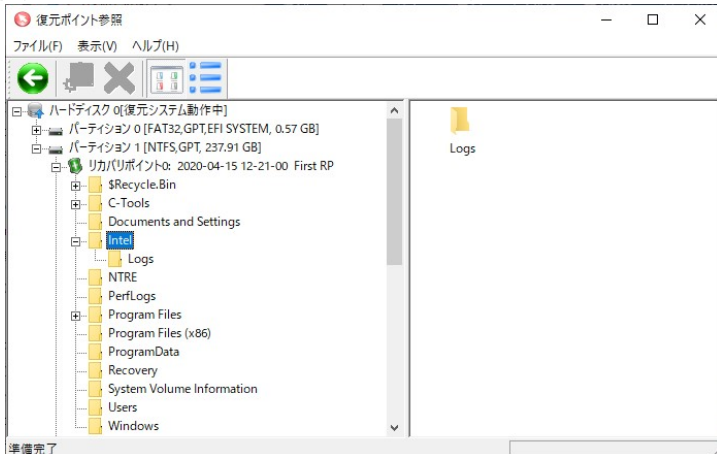 復元ポイント参照
ファイル(F) 表示(V) ヘルプ(H)
ハードディスク 0[復元システム動作中]
パーティション 0 [FAT32,GPT,EFI SYSTEM, 0.57 GB]
パーティション 1 [NTFS,GPT, 237.91 GB]
リカバリポイント0: 2020-04-15 12-21-00 First RP
$Recycle.Bin
C-Tools
Documents and Settings
Intel
Logs
NTRE
PerfLogs
Program Files
Program Files (x86)
ProgramData
Recovery
System Volume Information
Users
Windows
Logs
準備完了